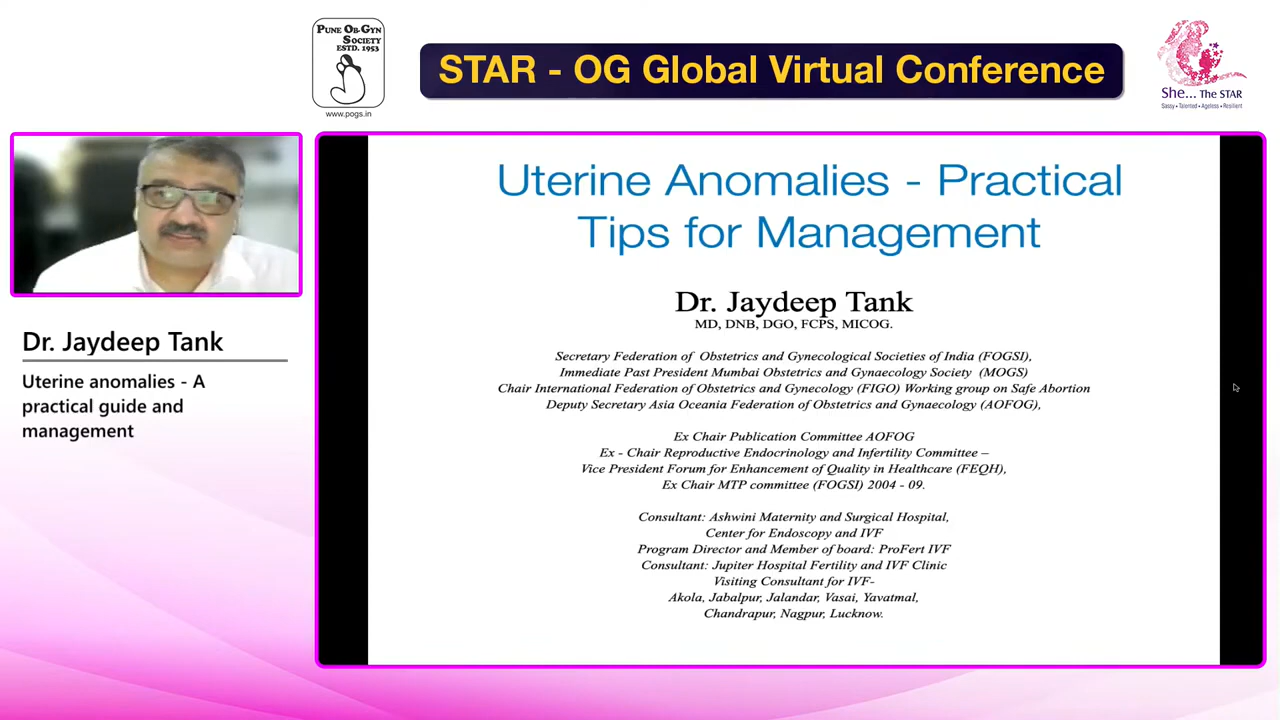 PUNE OB-GYN
SOCIETY
ESTD. 1953
www.pogs.in
STAR - OG Global Virtual Conference
She... The STAR
Sassy • Talented • Ageless • Resilient
Dr. Jaydeep Tank
Uterine anomalies - A
practical guide and
management
Uterine Anomalies - Practical
Tips for Management
Dr. Jaydeep Tank
MD, DNB, DGO, FCPS, MICOG.
Secretary Federation of Obstetrics and Gynecological Societies of India (FOGSI),
Immediate Past President Mumbai Obstetrics and Gynaecology Society (MOGS)
Chair International Federation of Obstetrics and Gynecology (FIGO) Working group on Safe Abortion
Deputy Secretary Asia Oceania Federation of Obstetrics and Gynaecology (AOFOG),
Ex Chair Publication Committee AOFOG
Ex - Chair Reproductive Endocrinology and Infertility Committee –
Vice President Forum for Enhancement of Quality in Healthcare (FEQH),
Ex Chair MTP committee (FOGSI) 2004 - 09.
Consultant: Ashwini Maternity and Surgical Hospital,
Center for Endoscopy and IVF
Program Director and Member of board: ProFert IVF
Consultant: Jupiter Hospital Fertility and IVF Clinic
Visiting Consultant for IVF-
Akola, Jabalpur, Jalandar, Vasai, Yavatmal,
Chandrapur, Nagpur, Lucknow.